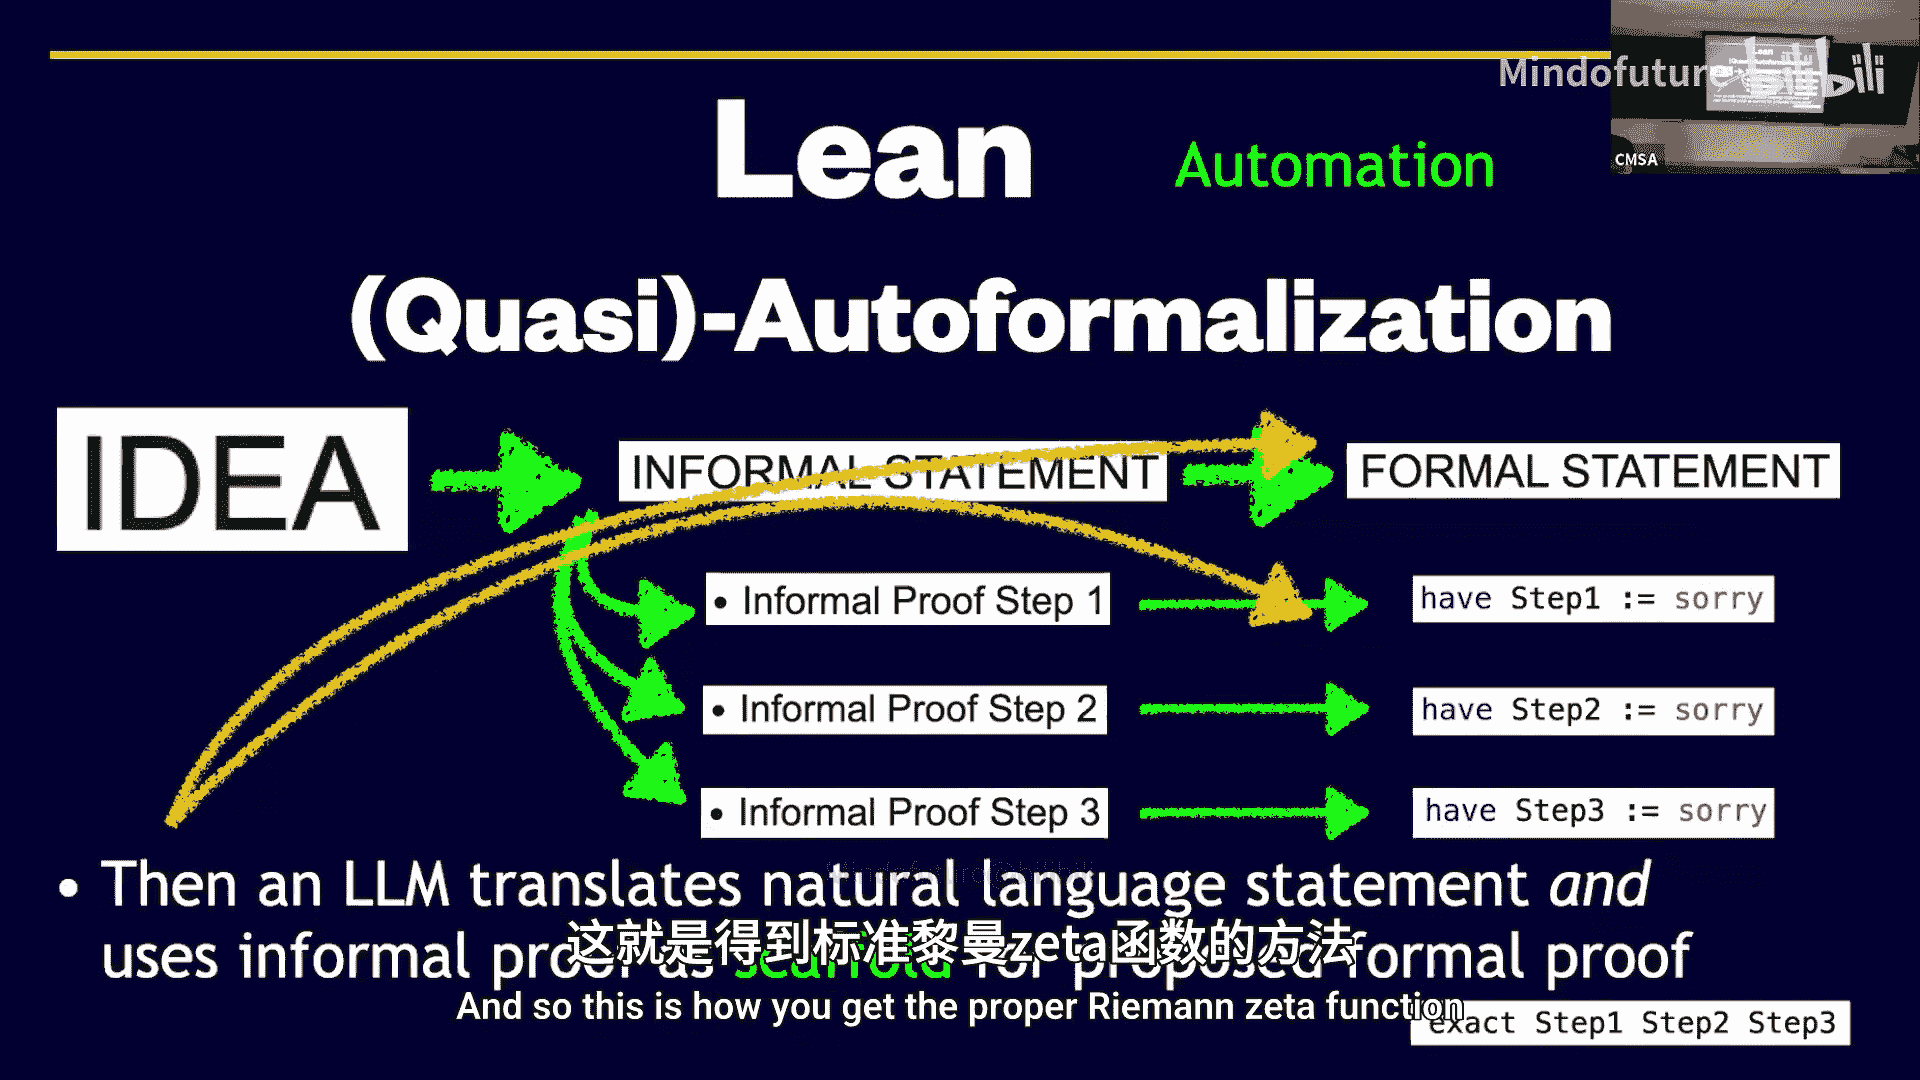 Mindofuture bilibili
CMSA
Lean
Automation
(Quasi)-Autoformalization
IDEA
INFORMAL STATEMENT
FORMAL STATEMENT
• Informal Proof Step 1
have Step1 := sorry
• Informal Proof Step 2
have Step2 := sorry
• Informal Proof Step 3
have Step3 := sorry
• Then an LLM translates natural language statement and
uses informal proof as scaffold for proposed formal proof
这就是得到标准黎曼zeta函数的方法
And so this is how you get the proper Riemann zeta function
exact Step1 Step2 Step3